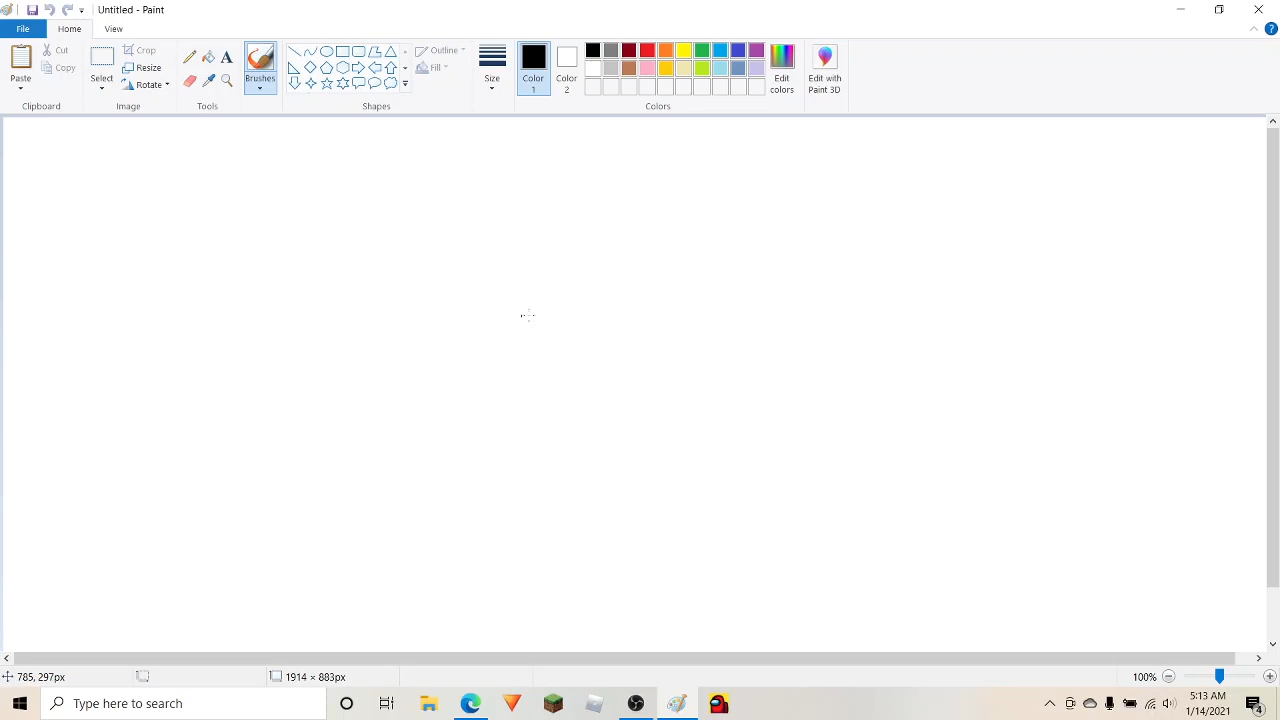 Untitled - Paint
File Home View
Paste Cut Copy Clipboard
Select Crop Resize Rotate Image
Tools
Brushes
Outline Fill Shapes
Size
Color 1
Color 2
Edit colors
Colors
Edit with Paint 3D
785, 297px
1914 × 883px
100%
Type here to search
5:13 AM
1/14/2021
4